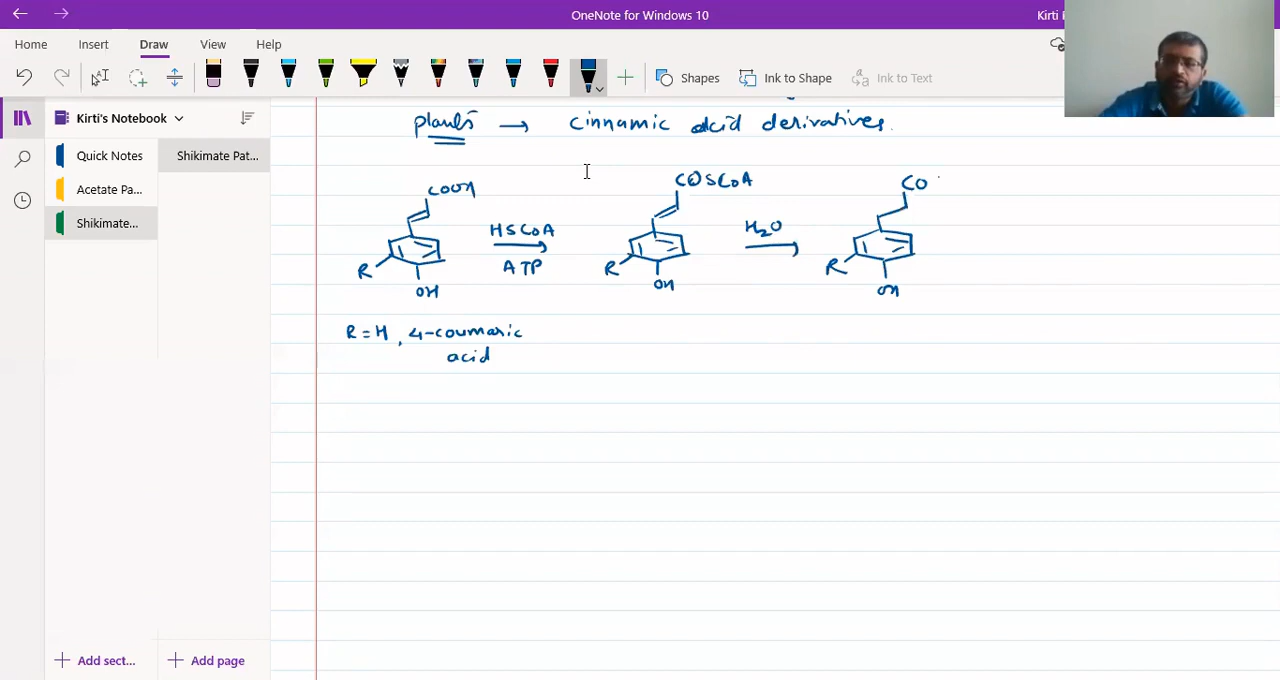 OneNote for Windows 10
Kirti
Home Insert Draw View Help
Shapes Ink to Shape Ink to Text
Kirti's Notebook
Quick Notes
Acetate Pa...
Shikimate...
Shikimate Pat...
Add sect...
Add page
plants → cinnamic acid derivatives.
COOH
R
OH
HSCoA
ATP
COSCoA
R
OH
H2O
CO
R
OH
R = H, 4-coumaric
acid